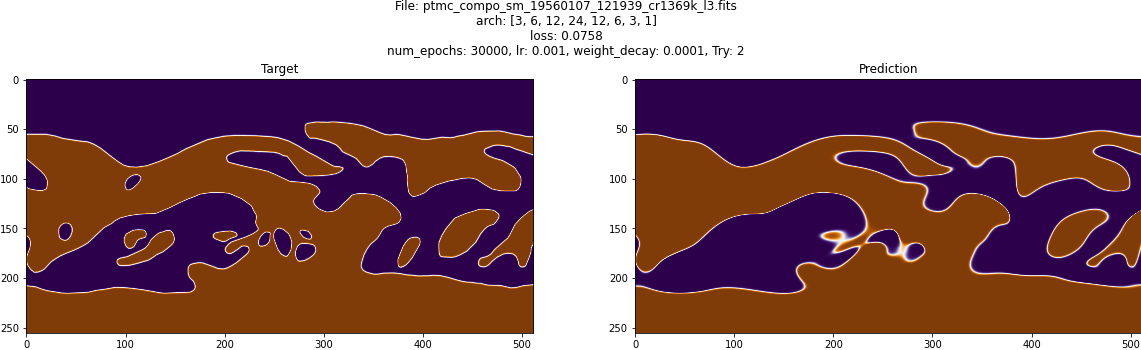 File: ptmc_compo_sm_19560107_121939_cr1369k_l3.fits
arch: [3, 6, 12, 24, 12, 6, 3, 1]
loss: 0.0758
num_epochs: 30000, lr: 0.001, weight_decay: 0.0001, Try: 2
Target
0
50
100
150
200
250
0 100 200 300 400 500
Prediction
0
50
100
150
200
250
0 100 200 300 400 500